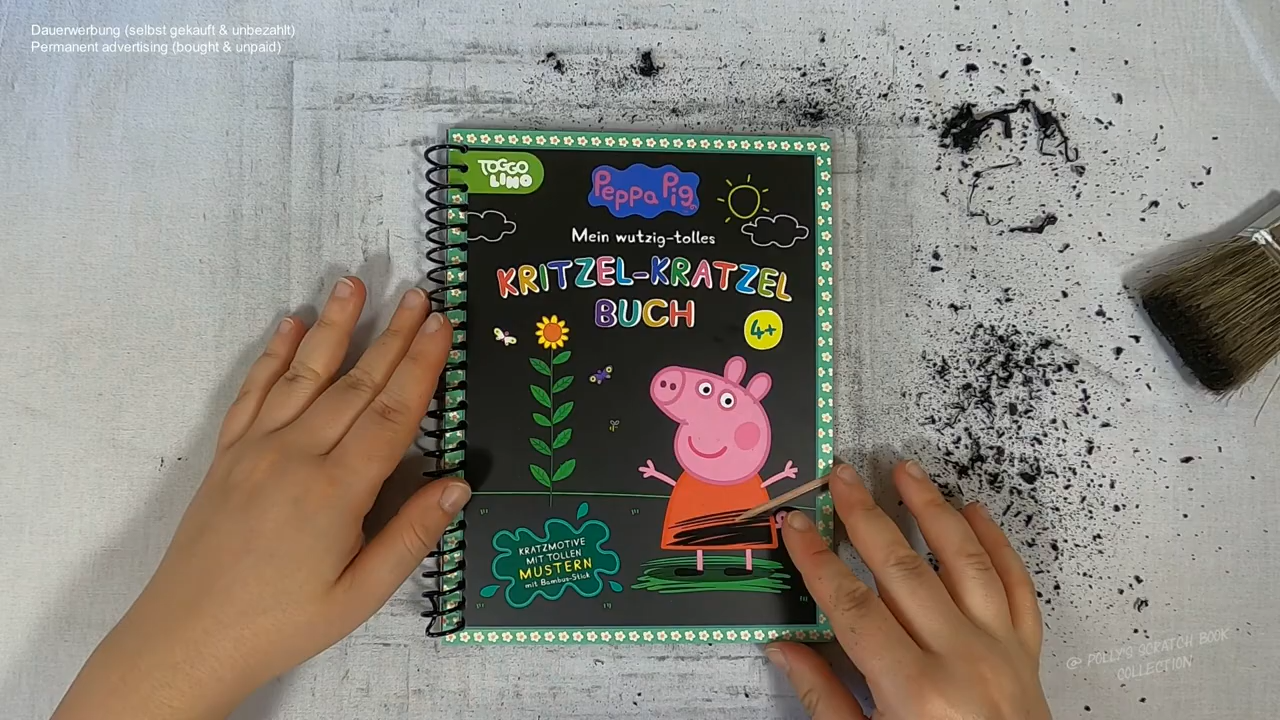 Dauerwerbung (selbst gekauft & unbezahlt)
Permanent advertising (bought & unpaid)
TOGGO
LINO
Peppa Pig
Mein wutzig-tolles
KRITZEL-KRATZEL
BUCH
4+
KRATZMOTIVE
MIT TOLLEN
MUSTERN
mit Bambus-Stick
@ POLLY'S SCRATCH BOOK
COLLECTION